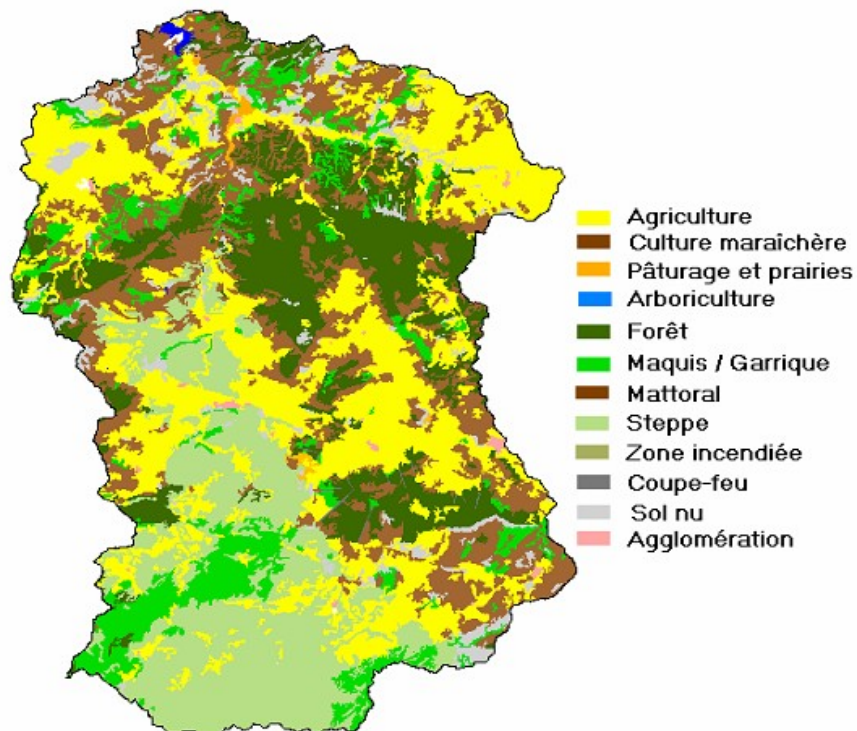 Agriculture
Culture maraîchère
Pâturage et prairies
Arboriculture
Forêt
Maquis / Garrique
Mattoral
Steppe
Zone incendiée
Coupe-feu
Sol nu
Agglomération